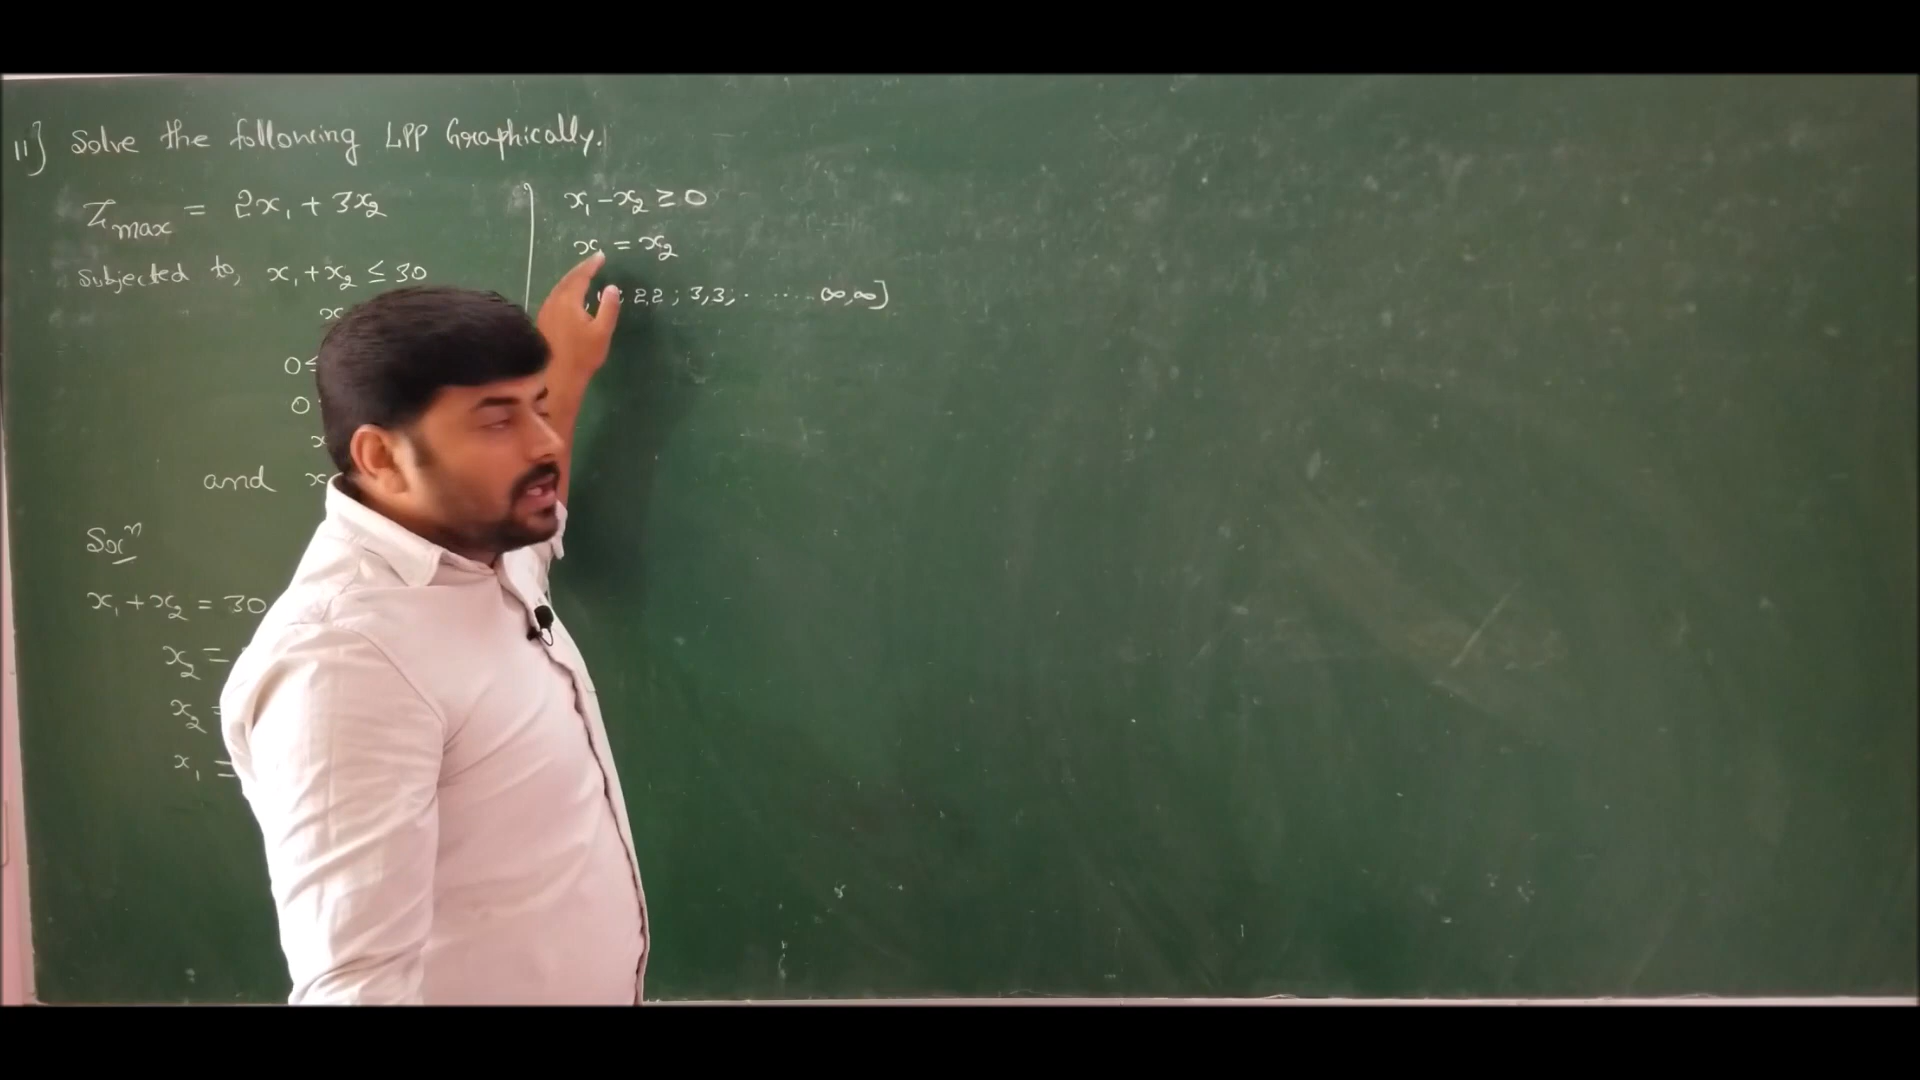 11] Solve the following LPP Graphically.
Zmax = 2x₁ + 3x₂
Subjected to, x₁ + x₂ ≤ 30
x
0 ≤
0
x
and x
Solⁿ
x₁ + x₂ = 30
x₂ =
x₂ =
x₁ =
x₁ - x₂ ≥ 0
x₁ = x₂
; 2,2 ; 3,3; ...... ∞,∞]